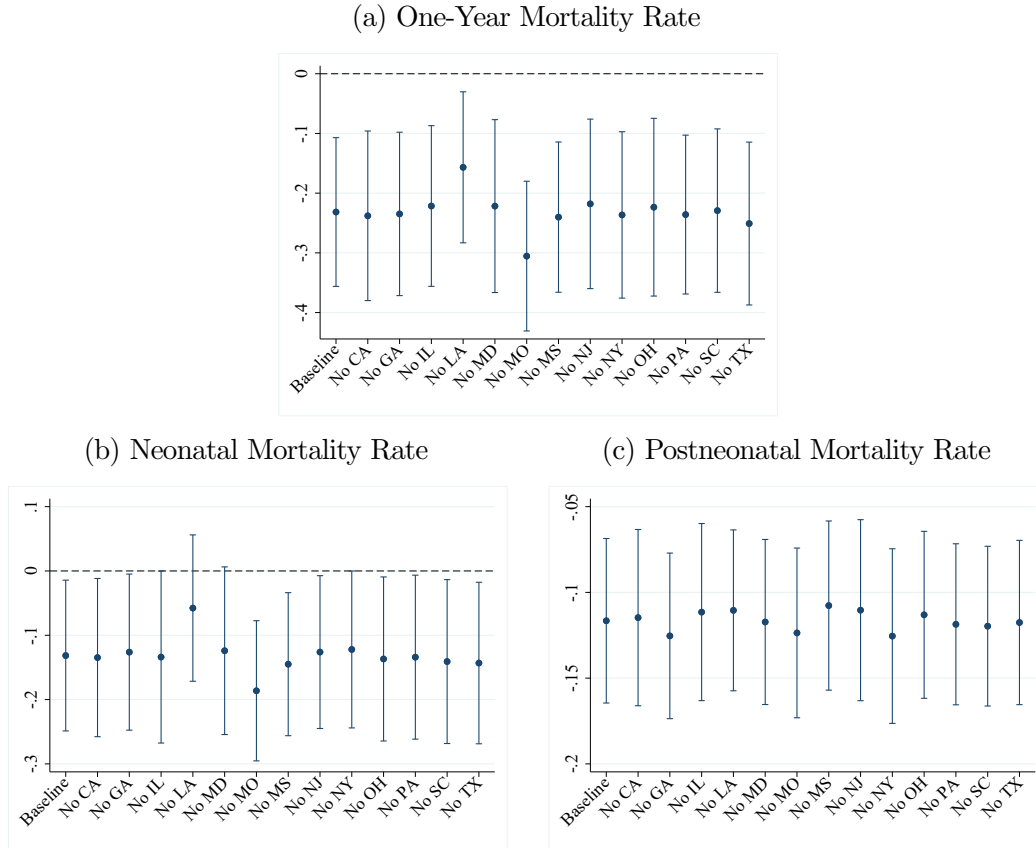 (a) One-Year Mortality Rate
0
-.1
-.2
-.3
-.4
Baseline
No CA
No GA
No IL
No LA
No MD
No MO
No MS
No NJ
No NY
No OH
No PA
No SC
No TX
(b) Neonatal Mortality Rate
.1
0
-.1
-.2
-.3
Baseline
No CA
No GA
No IL
No LA
No MD
No MO
No MS
No NJ
No NY
No OH
No PA
No SC
No TX
(c) Postneonatal Mortality Rate
-.05
-.1
-.15
-.2
Baseline
No CA
No GA
No IL
No LA
No MD
No MO
No MS
No NJ
No NY
No OH
No PA
No SC
No TX